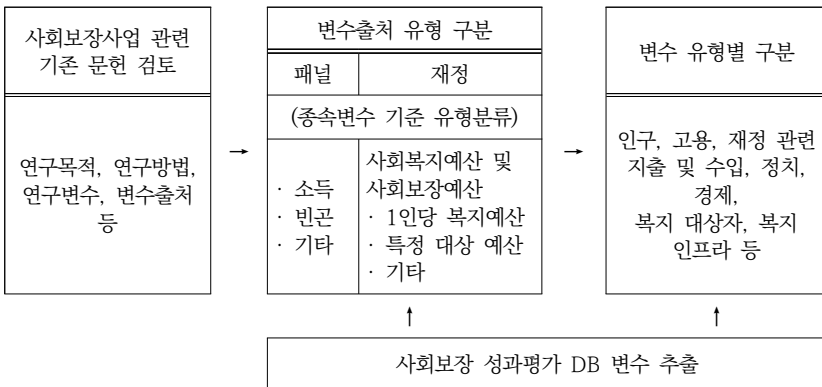 사회보장사업 관련
기존 문헌 검토
연구목적, 연구방법,
연구변수, 변수출처
등
→
변수출처 유형 구분
패널
재정
(종속변수 기준 유형분류)
· 소득
· 빈곤
· 기타
사회복지예산 및
사회보장예산
· 1인당 복지예산
· 특정 대상 예산
· 기타
→
변수 유형별 구분
인구, 고용, 재정 관련
지출 및 수입, 정치,
경제,
복지 대상자, 복지
인프라 등
↑
↑
사회보장 성과평가 DB 변수 추출